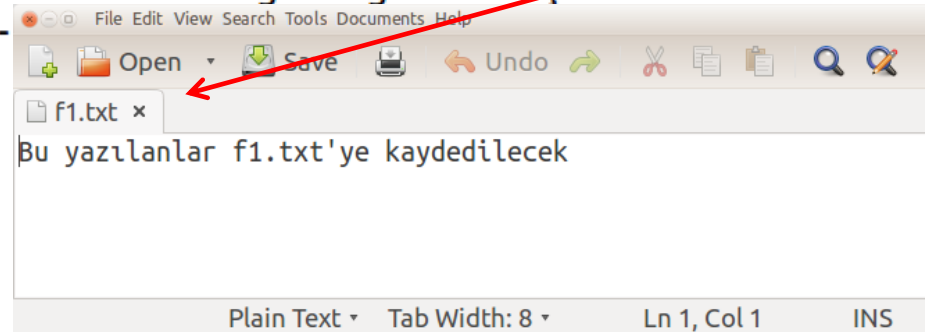 File Edit View Search Tools Documents Help
Open Save Undo
f1.txt ×
Bu yazılanlar f1.txt'ye kaydedilecek
Plain Text Tab Width: 8 Ln 1, Col 1 INS